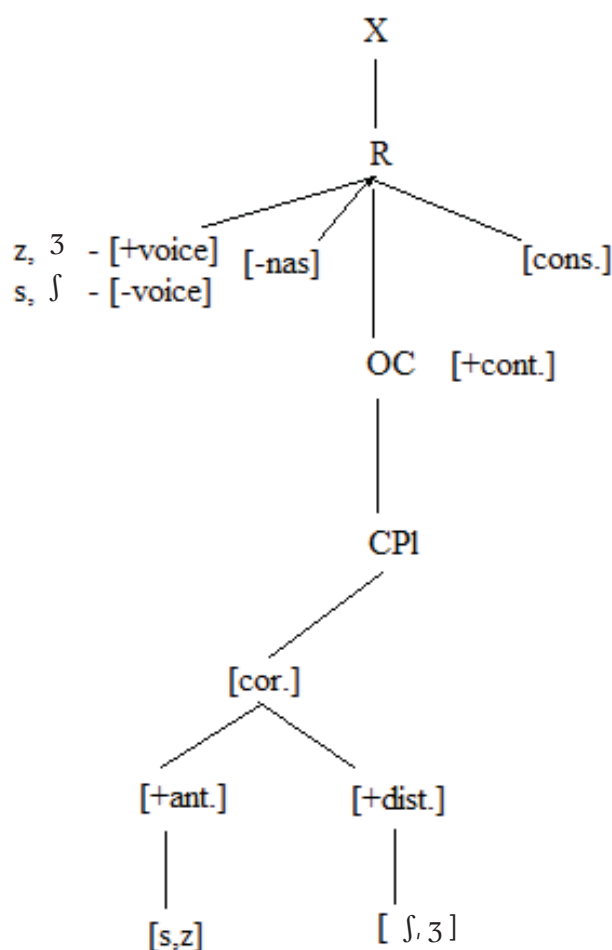 X
R
z, ʒ - [+voice] [-nas] [cons.]
s, ʃ - [-voice]
OC [+cont.]
CPl
[cor.]
[+ant.] [+dist.]
[s,z] [ ʃ, ʒ ]